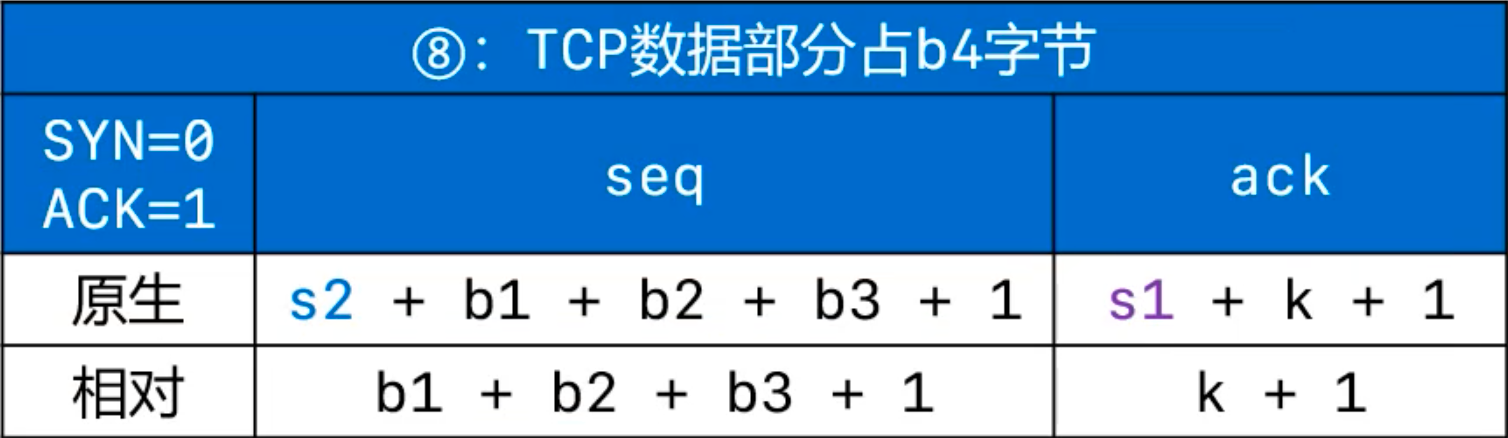 ⑧：TCP数据部分占b4字节
SYN=0
ACK=1
seq
ack
原生
s2 + b1 + b2 + b3 + 1
s1 + k + 1
相对
b1 + b2 + b3 + 1
k + 1